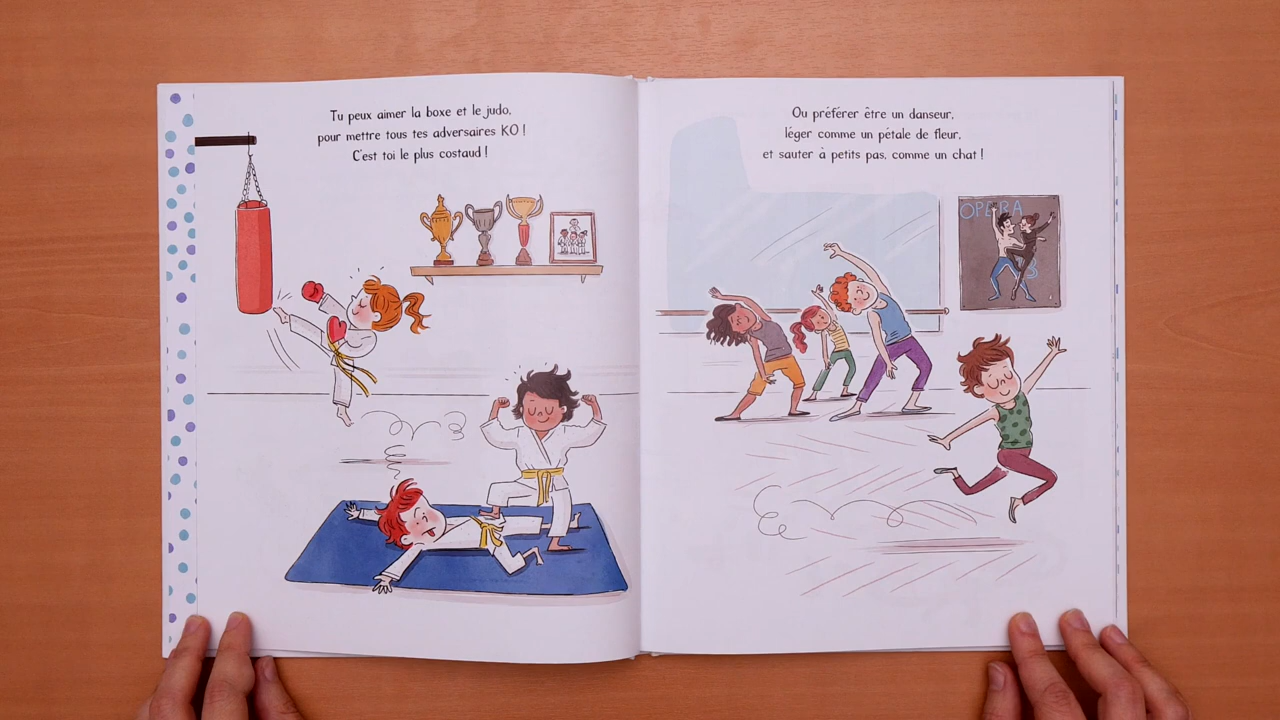 Tu peux aimer la boxe et le judo,
pour mettre tous tes adversaires KO !
C'est toi le plus costaud !
Ou préférer être un danseur,
léger comme un pétale de fleur,
et sauter à petits pas, comme un chat !
OPERA